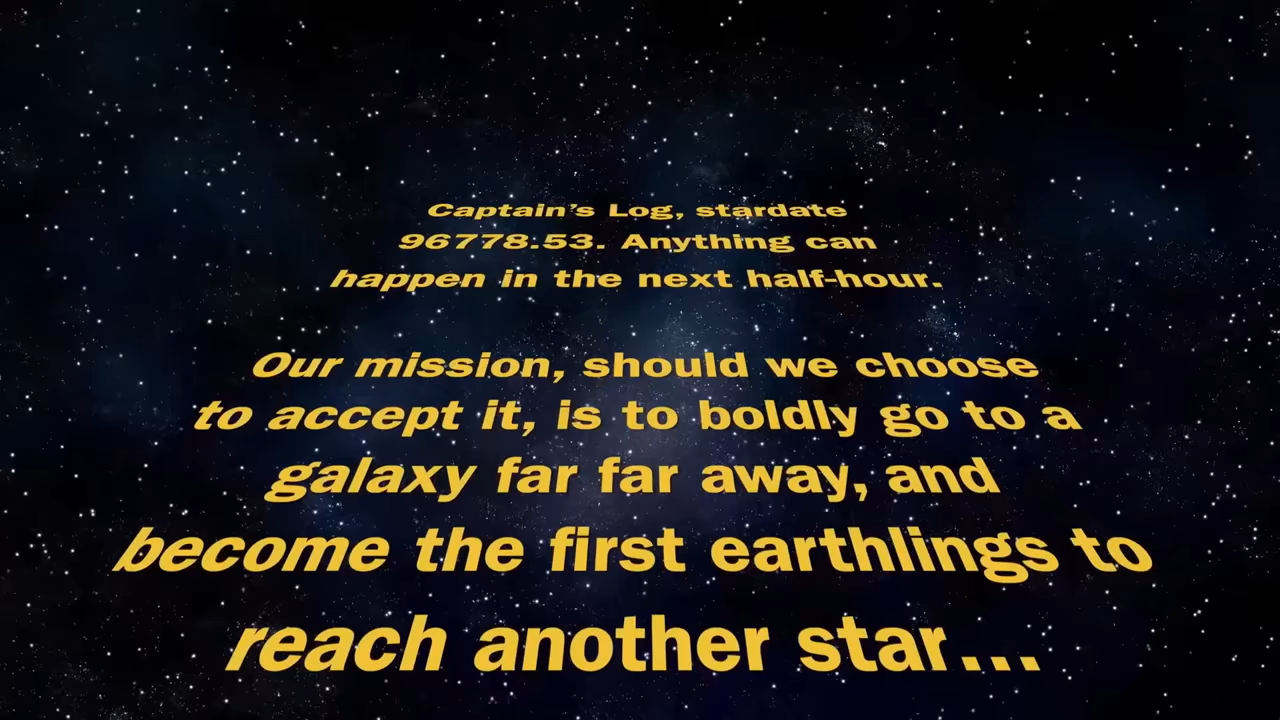 Captain’s Log, stardate
96778.53. Anything can
happen in the next half-hour.
Our mission, should we choose
to accept it, is to boldly go to a
galaxy far far away, and
become the first earthlings to
reach another star...